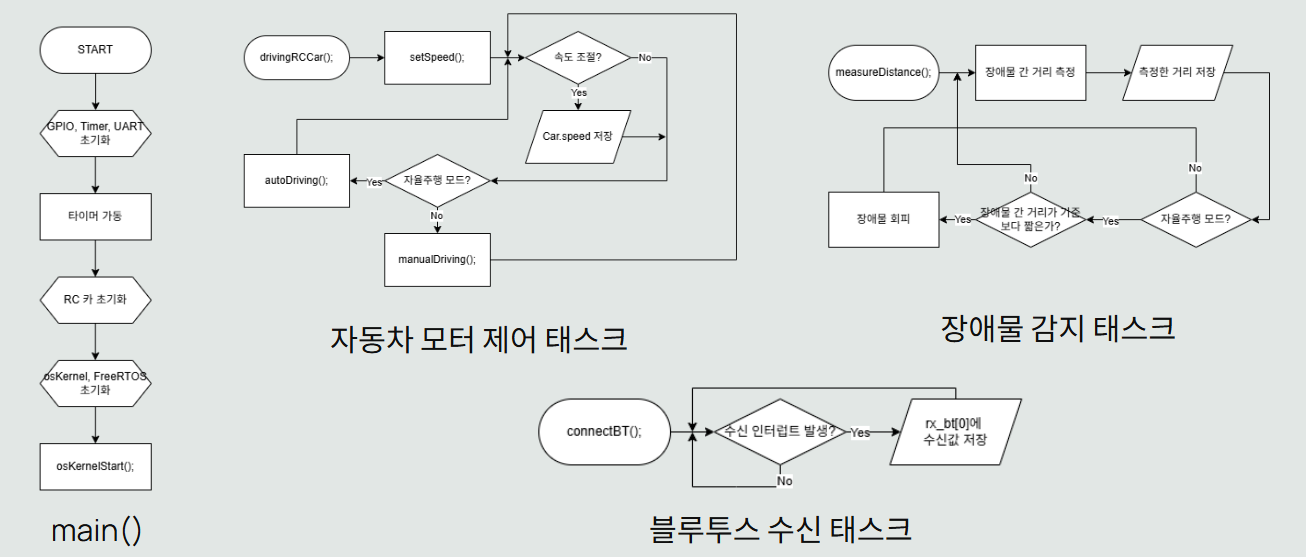 START
GPIO, Timer, UART
초기화
타이머 가동
RC 카 초기화
osKernel, FreeRTOS
초기화
osKernelStart();
main()
drivingRCCar();
setSpeed();
속도 조절?
No
Yes
Car.speed 저장
자율주행 모드?
Yes
autoDriving();
No
manualDriving();
자동차 모터 제어 태스크
measureDistance();
장애물 간 거리 측정
측정한 거리 저장
자율주행 모드?
No
Yes
장애물 간 거리가 기준
보다 짧은가?
No
Yes
장애물 회피
장애물 감지 태스크
connectBT();
수신 인터럽트 발생?
Yes
No
rx_bt[0]에
수신값 저장
블루투스 수신 태스크